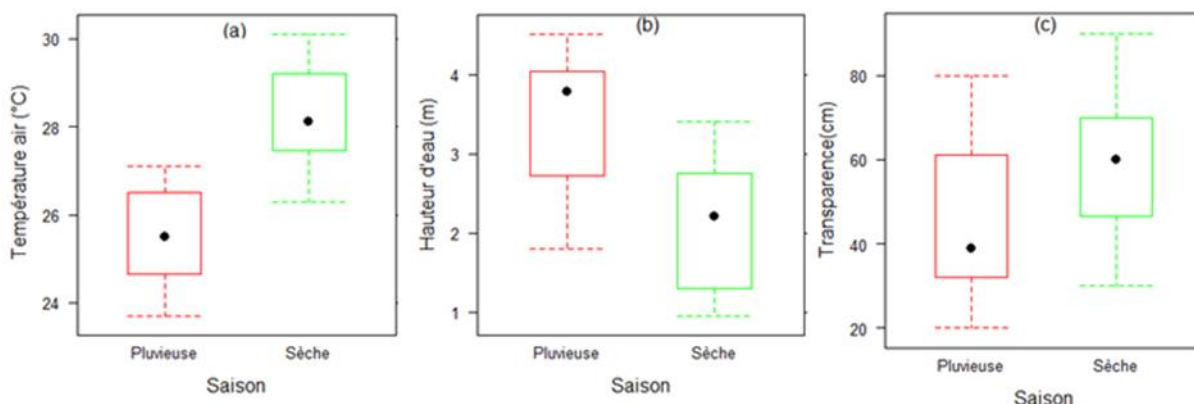 (a)
Température air (°C)
30
28
26
24
Pluvieuse
Sèche
Saison
(b)
Hauteur d'eau (m)
4
3
2
1
Pluvieuse
Sèche
Saison
(c)
Transparence(cm)
80
60
40
20
Pluvieuse
Sèche
Saison